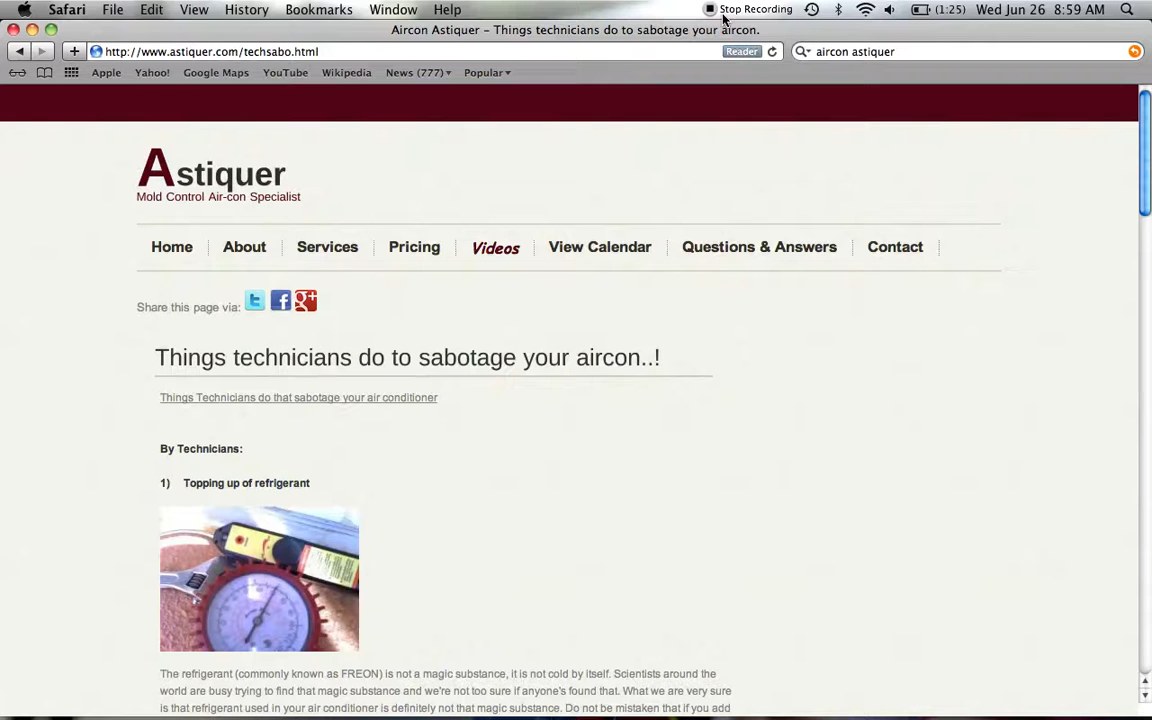 Safari File Edit View History Bookmarks Window Help Stop Recording (1:25) Wed Jun 26 8:59 AM
Aircon Astiquer – Things technicians do to sabotage your aircon.
http://www.astiquer.com/techsabo.html Reader aircon astiquer
Apple Yahoo! Google Maps YouTube Wikipedia News (777) Popular
Astiquer
Mold Control Air-con Specialist
Home About Services Pricing Videos View Calendar Questions & Answers Contact
Share this page via:
Things technicians do to sabotage your aircon..!
Things Technicians do that sabotage your air conditioner
By Technicians:
1) Topping up of refrigerant
The refrigerant (commonly known as FREON) is not a magic substance, it is not cold by itself. Scientists around the
world are busy trying to find that magic substance and we're not too sure if anyone's found that. What we are very sure
is that refrigerant used in your air conditioner is definitely not that magic substance. Do not be mistaken that if you add